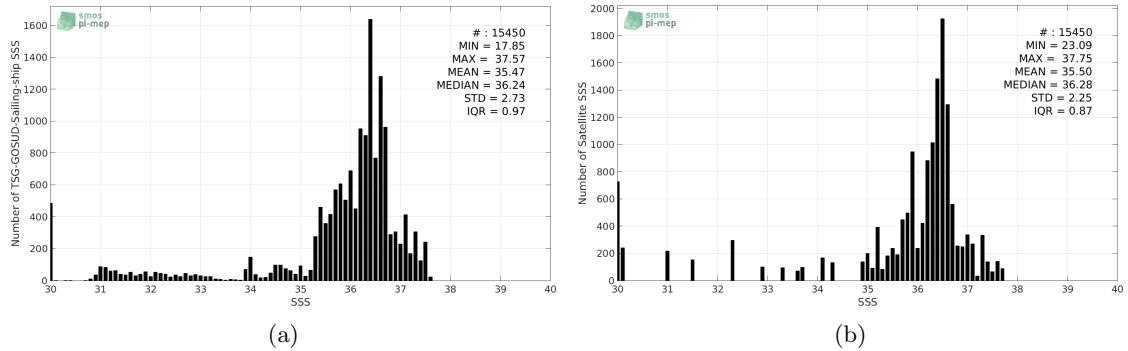 smos
pi-mep
# : 15450
MIN = 17.85
MAX =  37.57
MEAN = 35.47
MEDIAN = 36.24
STD = 2.73
IQR = 0.97
Number of TSG-GOSUD-Sailing-ship SSS
1600
1400
1200
1000
800
600
400
200
0
30 31 32 33 34 35 36 37 38 39 40
SSS
(a)
smos
pi-mep
# : 15450
MIN = 23.09
MAX =  37.75
MEAN = 35.50
MEDIAN = 36.28
STD = 2.25
IQR = 0.87
Number of Satellite SSS
2000
1800
1600
1400
1200
1000
800
600
400
200
0
30 31 32 33 34 35 36 37 38 39 40
SSS
(b)